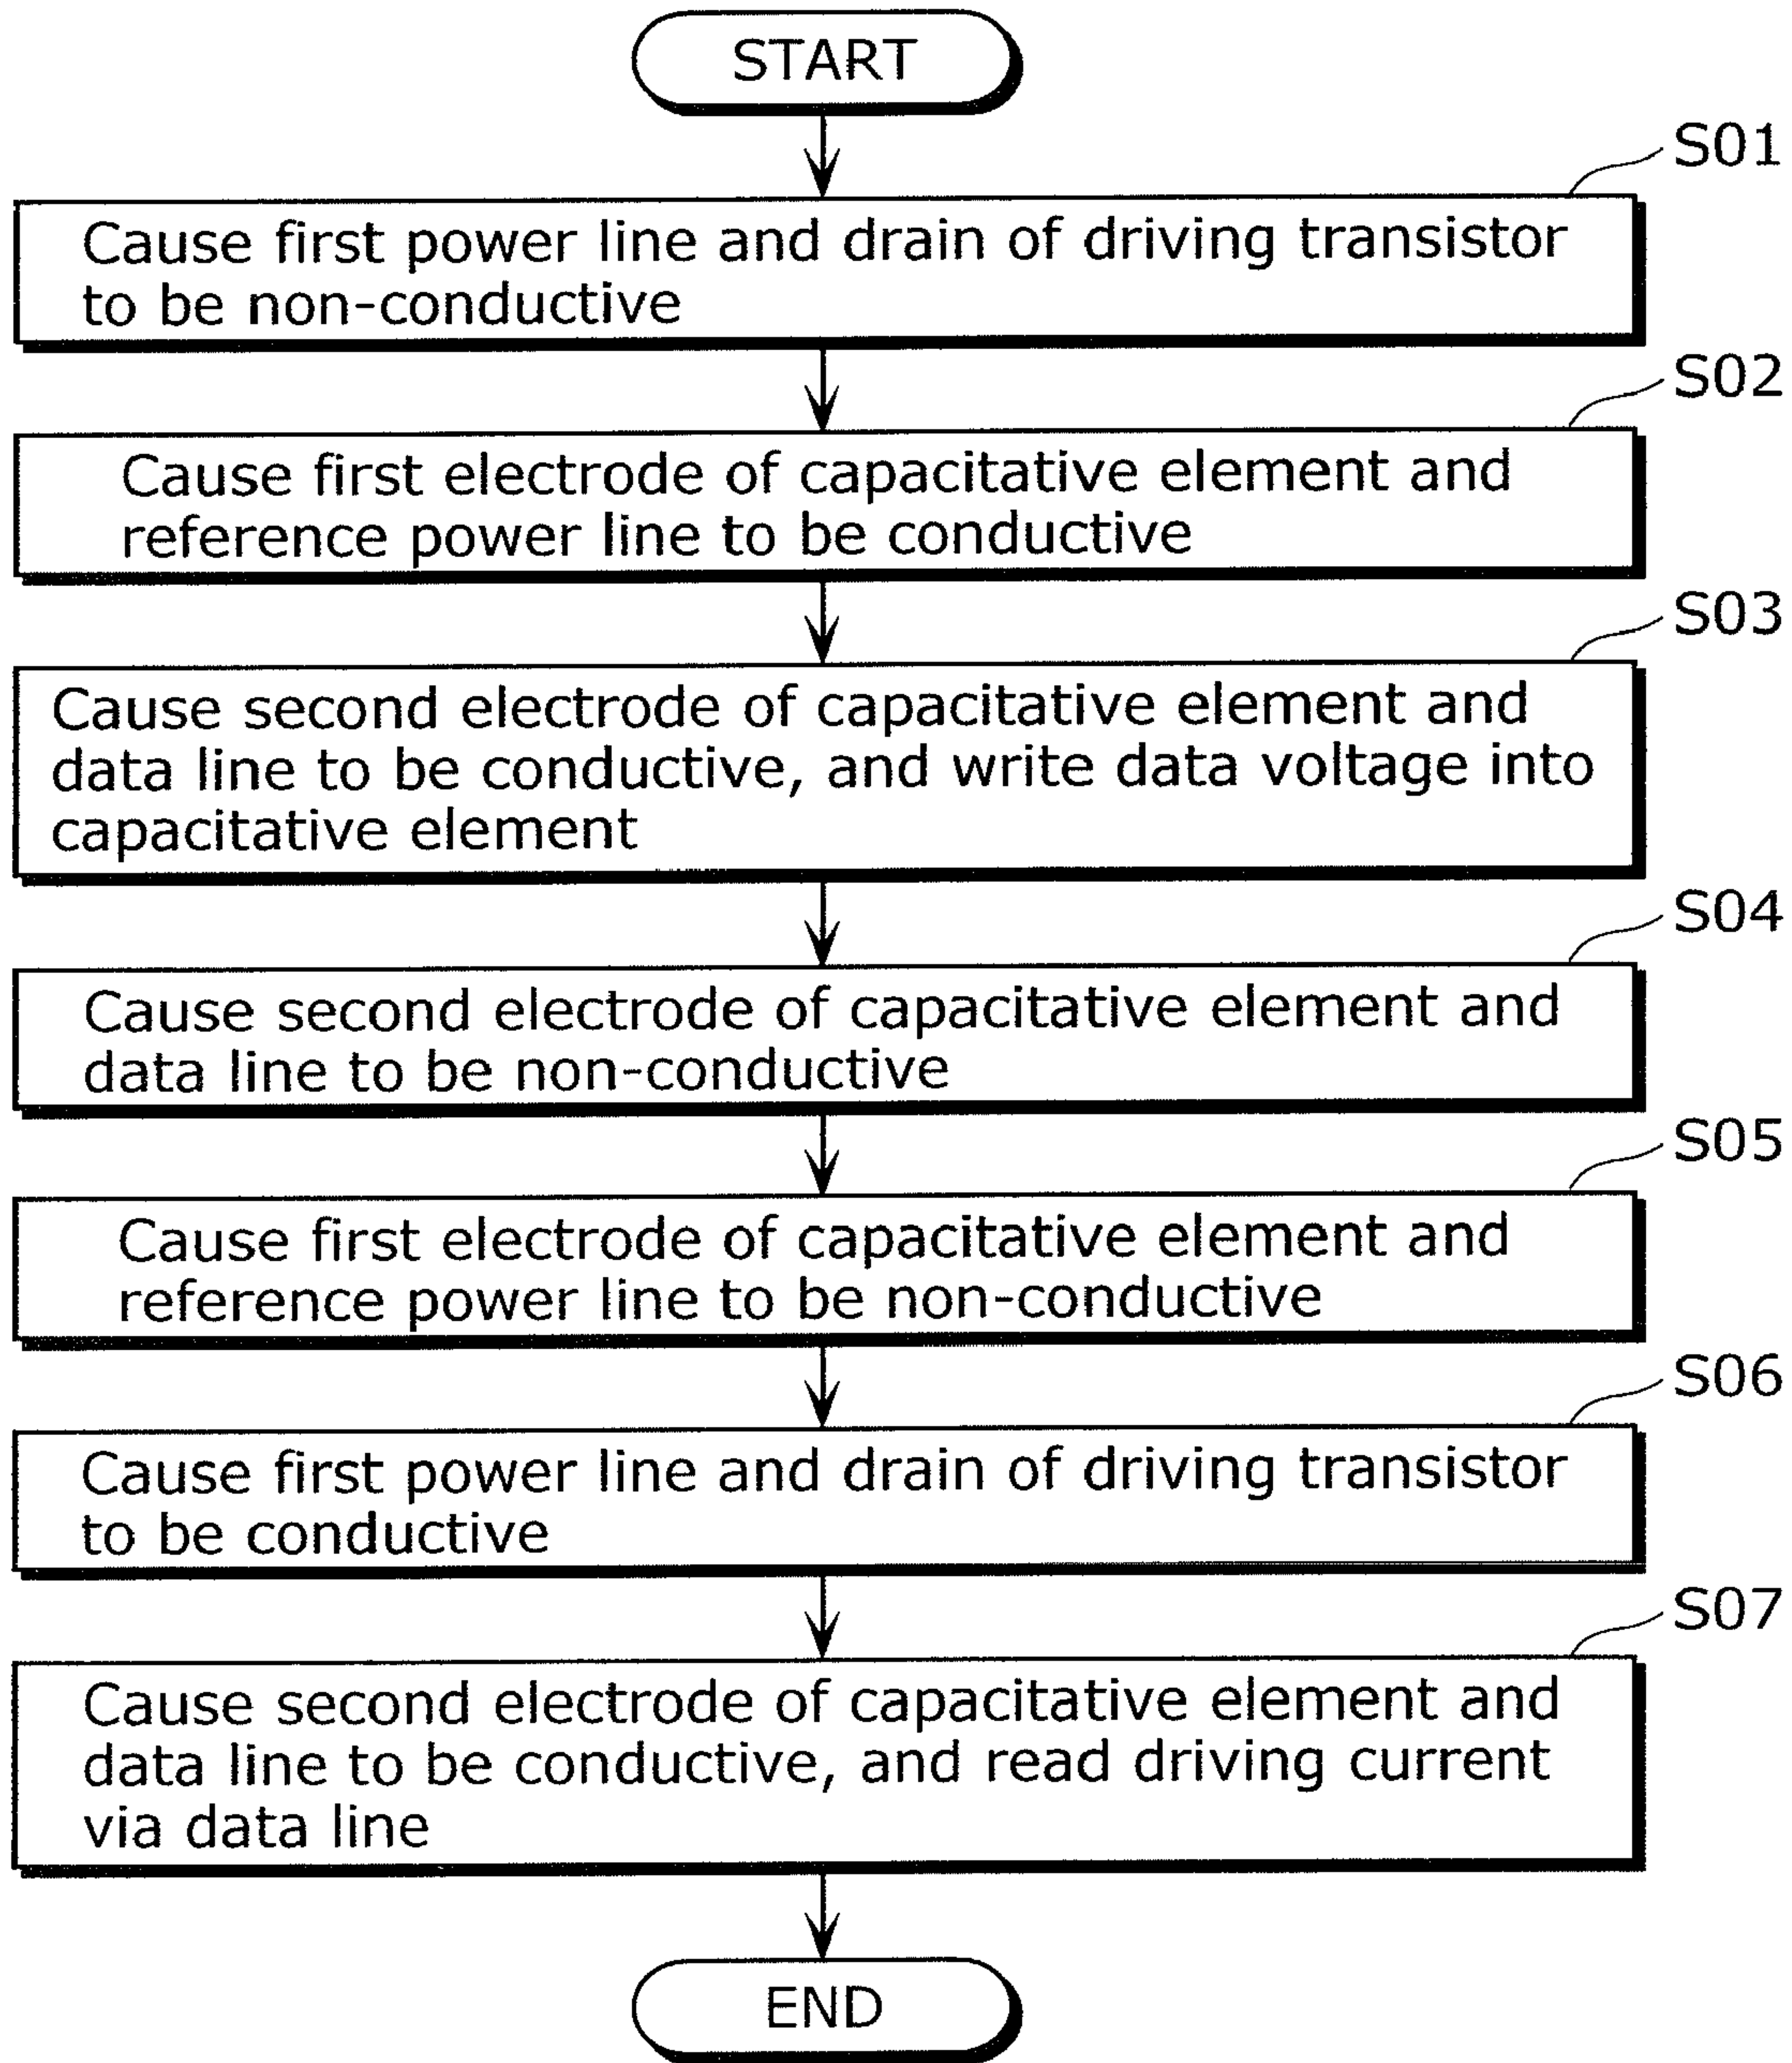 START
S01
Cause first power line and drain of driving transistor
to be non-conductive
S02
Cause first electrode of capacitative element and
reference power line to be conductive
S03
Cause second electrode of capacitative element and
data line to be conductive, and write data voltage into
capacitative element
S04
Cause second electrode of capacitative element and
data line to be non-conductive
S05
Cause first electrode of capacitative element and
reference power line to be non-conductive
S06
Cause first power line and drain of driving transistor
to be conductive
S07
Cause second electrode of capacitative element and
data line to be conductive, and read driving current
via data line
END